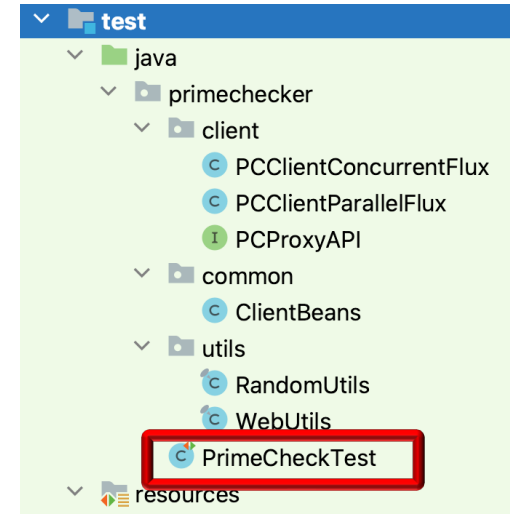 test
java
primechecker
client
C PCClientConcurrentFlux
C PCClientParallelFlux
I PCProxyAPI
common
C ClientBeans
utils
C RandomUtils
C WebUtils
C PrimeCheckTest
resources